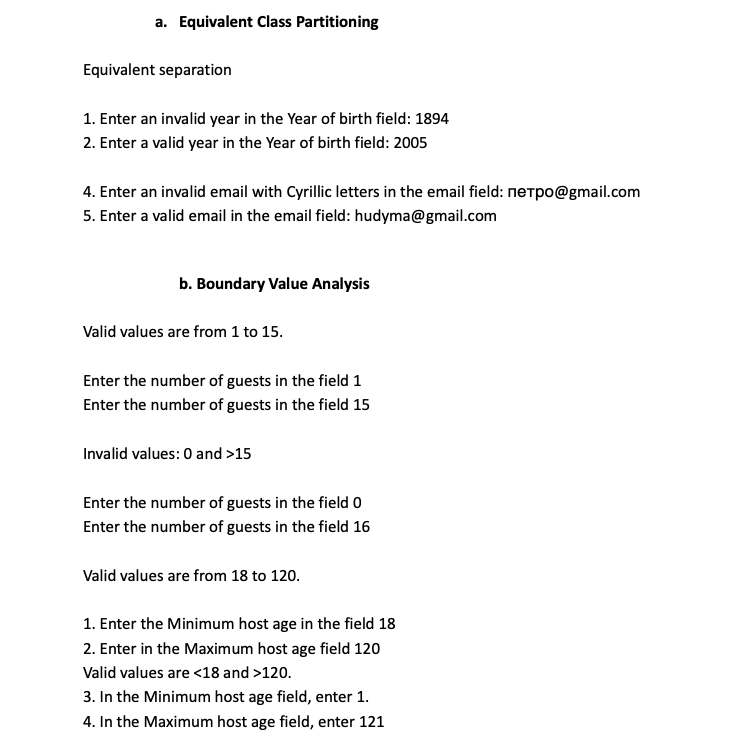 a. Equivalent Class Partitioning
Equivalent separation
1. Enter an invalid year in the Year of birth field: 1894
2. Enter a valid year in the Year of birth field: 2005
4. Enter an invalid email with Cyrillic letters in the email field: петро@gmail.com
5. Enter a valid email in the email field: hudyma@gmail.com
b. Boundary Value Analysis
Valid values are from 1 to 15.
Enter the number of guests in the field 1
Enter the number of guests in the field 15
Invalid values: 0 and >15
Enter the number of guests in the field 0
Enter the number of guests in the field 16
Valid values are from 18 to 120.
1. Enter the Minimum host age in the field 18
2. Enter in the Maximum host age field 120
Valid values are <18 and >120.
3. In the Minimum host age field, enter 1.
4. In the Maximum host age field, enter 121